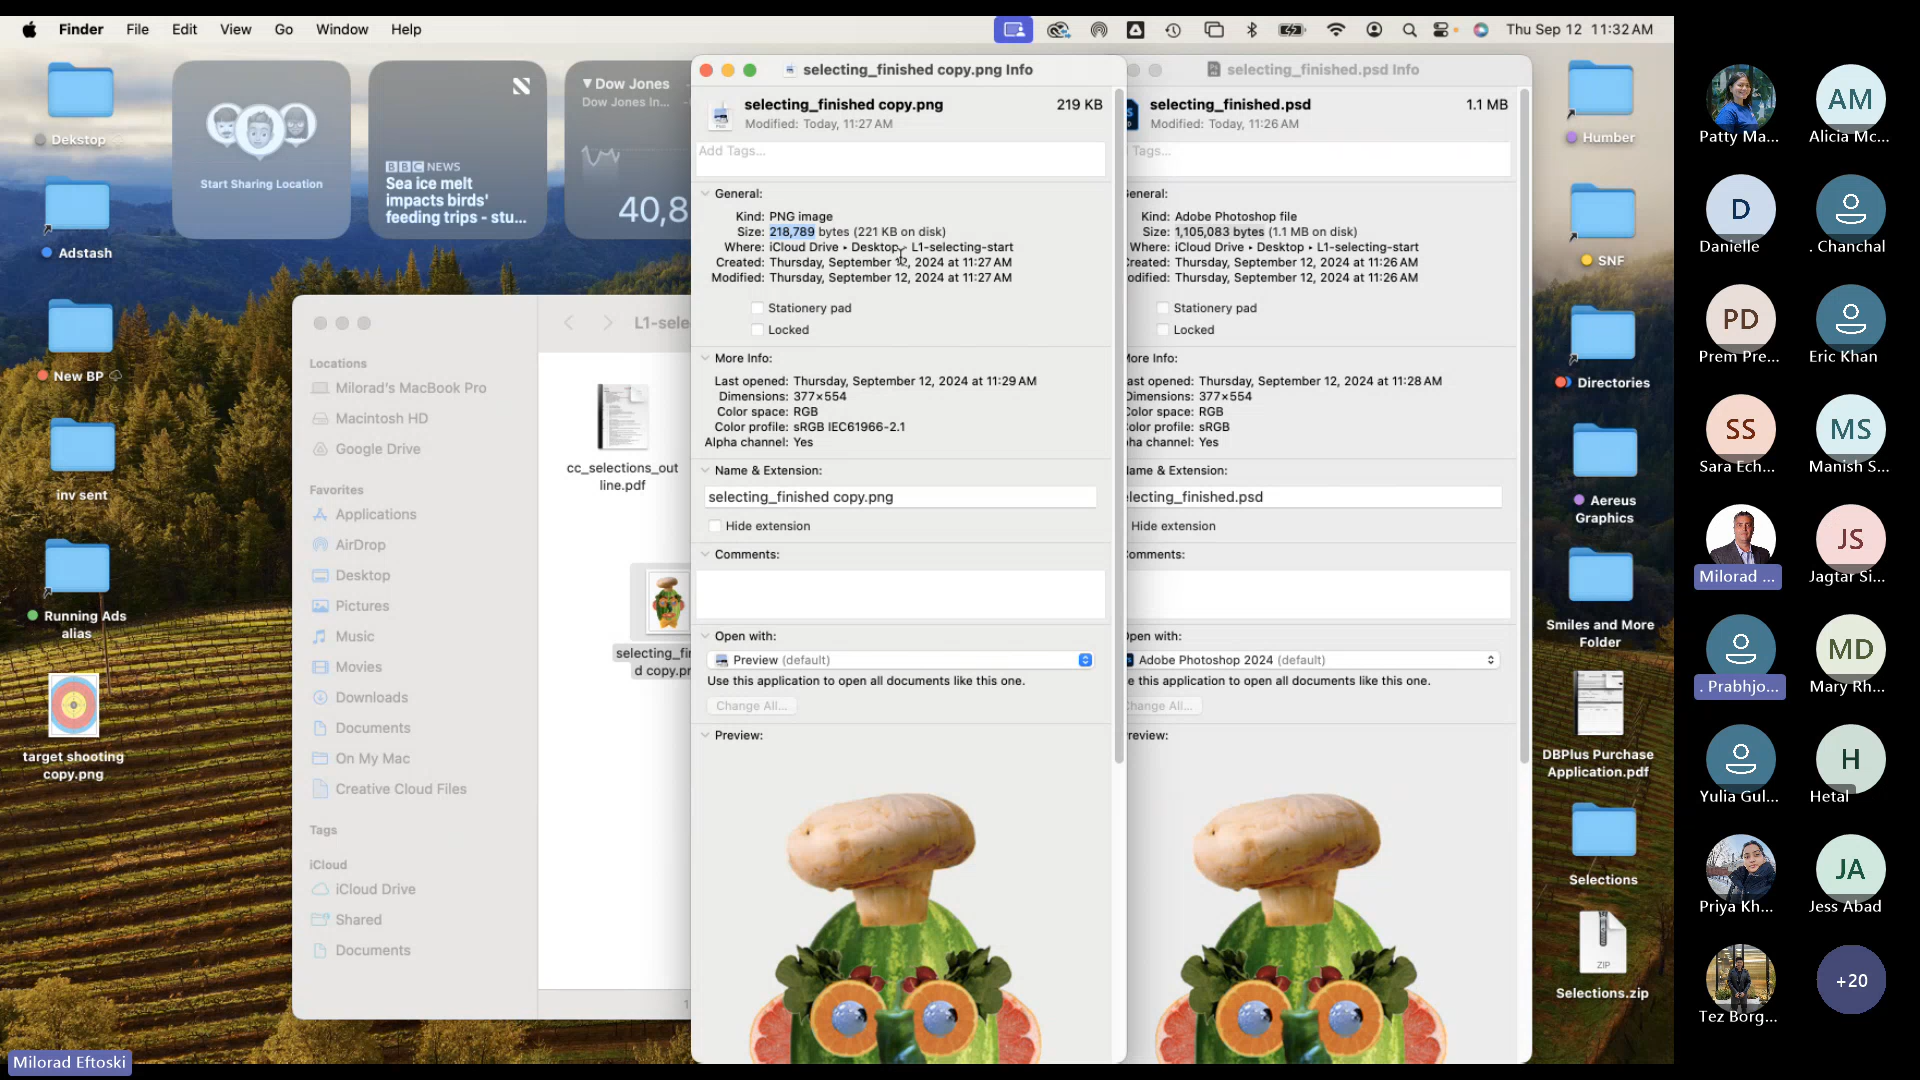 Finder File Edit View Go Window Help
Thu Sep 12 11:32 AM
Dekstop
Adstash
New BP
inv sent
Running Ads
alias
target shooting
copy.png
Start Sharing Location
BBC NEWS
Sea ice melt
impacts birds'
feeding trips - stu...
▼ Dow Jones
Dow Jones In...
40,8
L1-sele
Locations
Milorad's MacBook Pro
Macintosh HD
Google Drive
Favorites
Applications
AirDrop
Desktop
Pictures
Music
Movies
Downloads
Documents
On My Mac
Creative Cloud Files
Tags
iCloud
iCloud Drive
Shared
Documents
cc_selections_out
line.pdf
selecting_fi
d copy.p
selecting_finished copy.png Info
selecting_finished copy.png 219 KB
Modified: Today, 11:27 AM
Add Tags...
General:
Kind: PNG image
Size: 218,789 bytes (221 KB on disk)
Where: iCloud Drive ▸ Desktop ▸ L1-selecting-start
Created: Thursday, September 12, 2024 at 11:27 AM
Modified: Thursday, September 12, 2024 at 11:27 AM
Stationery pad
Locked
More Info:
Last opened: Thursday, September 12, 2024 at 11:29 AM
Dimensions: 377×554
Color space: RGB
Color profile: sRGB IEC61966-2.1
Alpha channel: Yes
Name & Extension:
selecting_finished copy.png
Hide extension
Comments:
Open with:
Preview (default)
Use this application to open all documents like this one.
Change All...
Preview:
selecting_finished.psd Info
selecting_finished.psd 1.1 MB
Modified: Today, 11:26 AM
Tags...
eneral:
Kind: Adobe Photoshop file
Size: 1,105,083 bytes (1.1 MB on disk)
Where: iCloud Drive ▸ Desktop ▸ L1-selecting-start
reated: Thursday, September 12, 2024 at 11:26 AM
odified: Thursday, September 12, 2024 at 11:26 AM
Stationery pad
Locked
ore Info:
ast opened: Thursday, September 12, 2024 at 11:28 AM
Dimensions: 377×554
Color space: RGB
Color profile: sRGB
ha channel: Yes
ame & Extension:
electing_finished.psd
Hide extension
omments:
pen with:
Adobe Photoshop 2024 (default)
e this application to open all documents like this one.
hange All...
review:
Humber
SNF
Directories
Aereus
Graphics
Smiles and More
Folder
DBPlus Purchase
Application.pdf
Selections
ZIP
Selections.zip
Patty Ma...
AM
Alicia Mc...
D
Danielle
. Chanchal
PD
Prem Pre...
Eric Khan
SS
Sara Ech...
MS
Manish S...
Milorad ...
JS
Jagtar Si...
. Prabhjo...
MD
Mary Rh...
Yulia Gul...
H
Hetal
Priya Kh...
JA
Jess Abad
Tez Borg...
+20
Milorad Eftoski